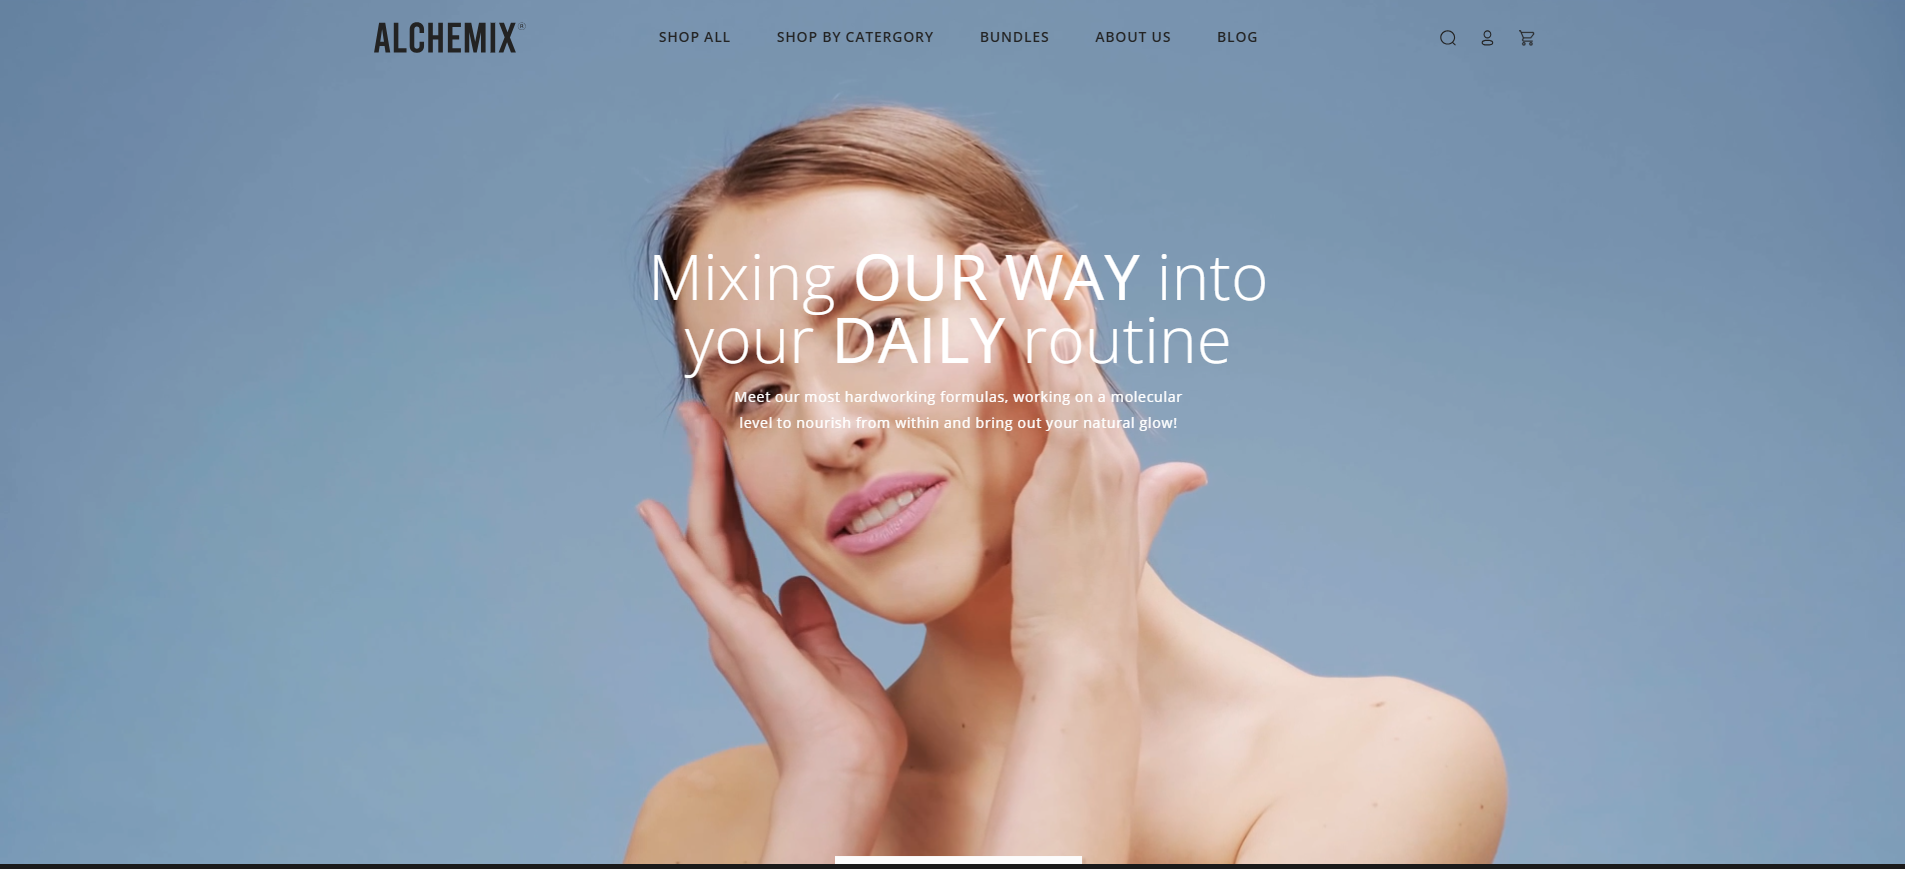 ALCHEMIX®
SHOP ALL
SHOP BY CATERGORY
BUNDLES
ABOUT US
BLOG
Mixing OUR WAY into
your DAILY routine
Meet our most hardworking formulas, working on a molecular
level to nourish from within and bring out your natural glow!